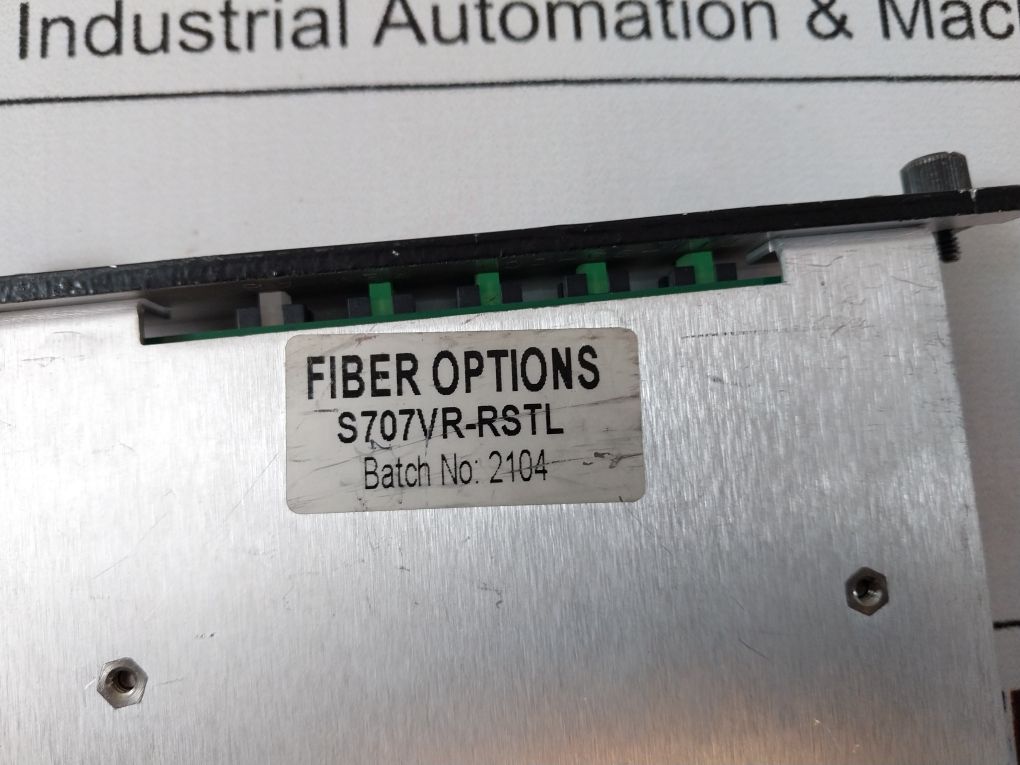 Industrial Automation & Mac
FIBER OPTIONS
S707VR-RSTL
Batch No: 2104